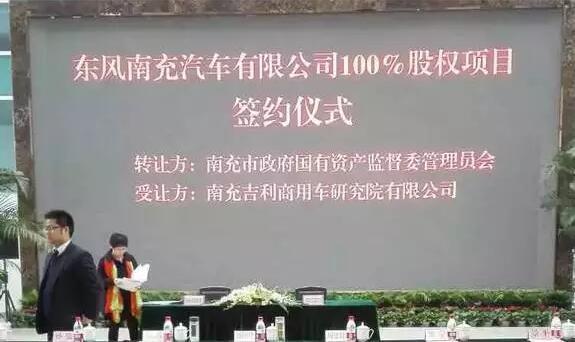 东风南充汽车有限公司100%股权项目
签约仪式
转让方：南充市政府国有资产监督委管理员会
受让方：南充吉利商用车研究院有限公司